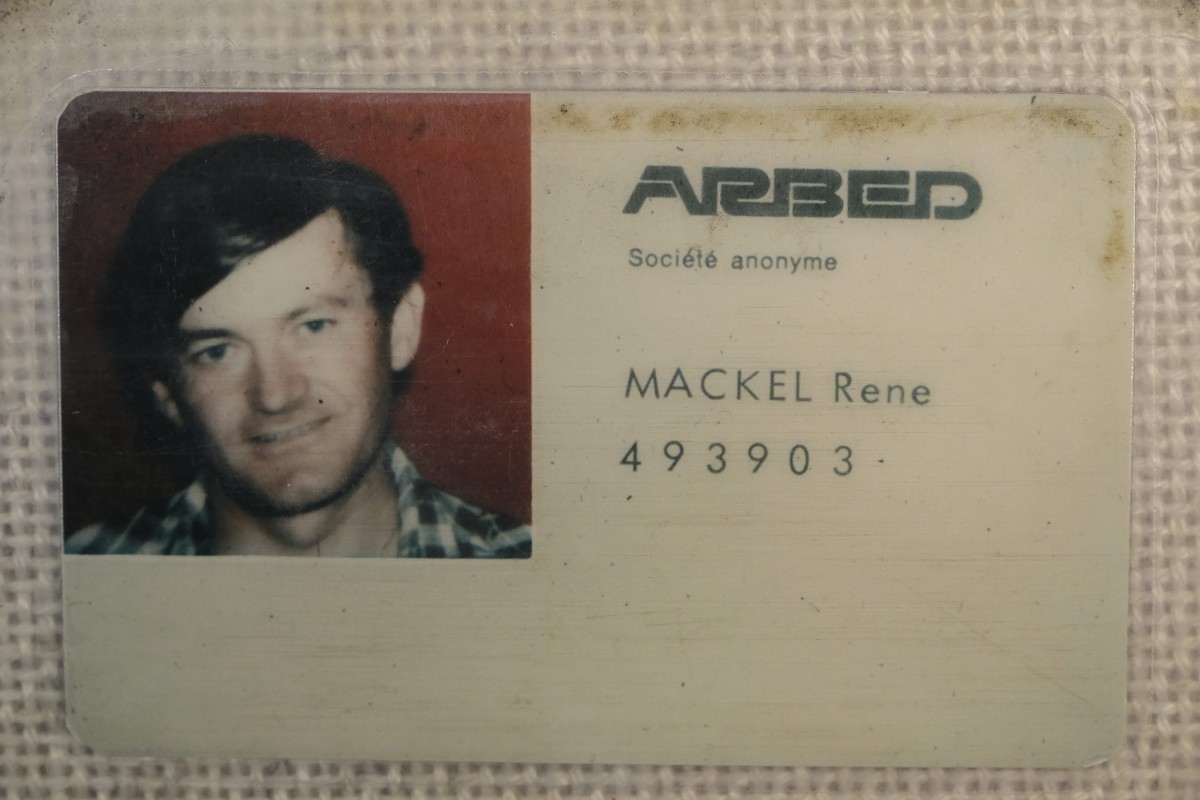 ARBED
Société anonyme
MACKEL Rene
493903